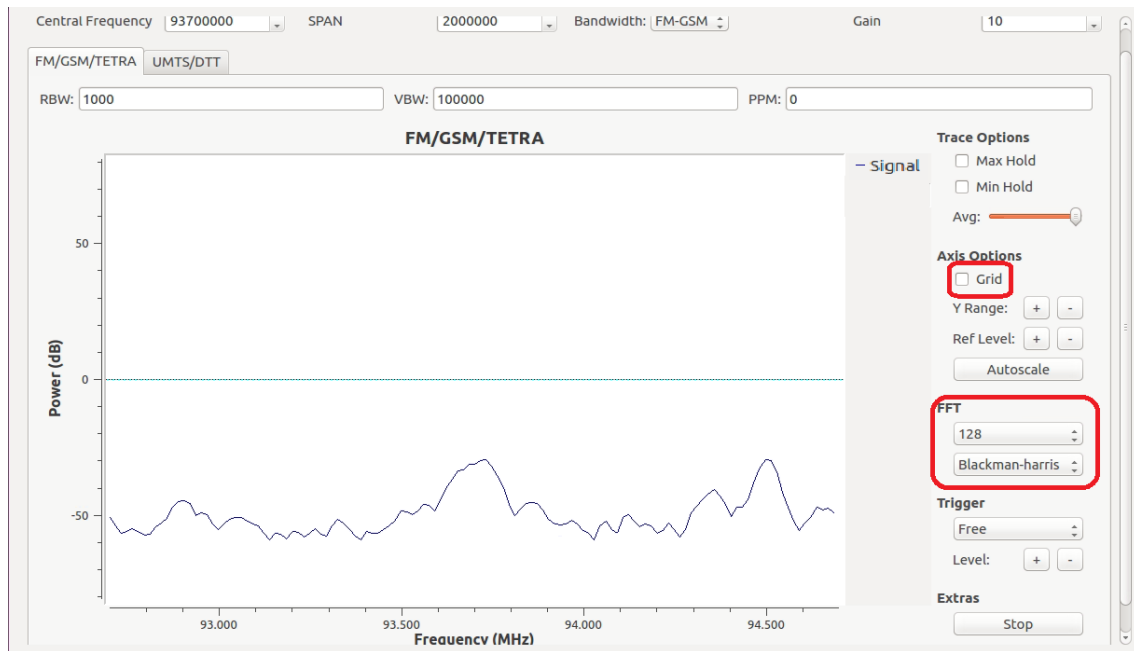 Central Frequency 93700000 SPAN 2000000 Bandwidth: FM-GSM Gain 10
FM/GSM/TETRA UMTS/DTT
RBW: 1000 VBW: 100000 PPM: 0
FM/GSM/TETRA
Signal
Trace Options
Max Hold
Min Hold
Avg:
Axis Options
Grid
Y Range: + -
Ref Level: + -
Autoscale
FFT
128
Blackman-harris
Trigger
Free
Level: + -
Extras
Stop
Power (dB)
50
0
-50
93.000 93.500 94.000 94.500
Frequency (MHz)